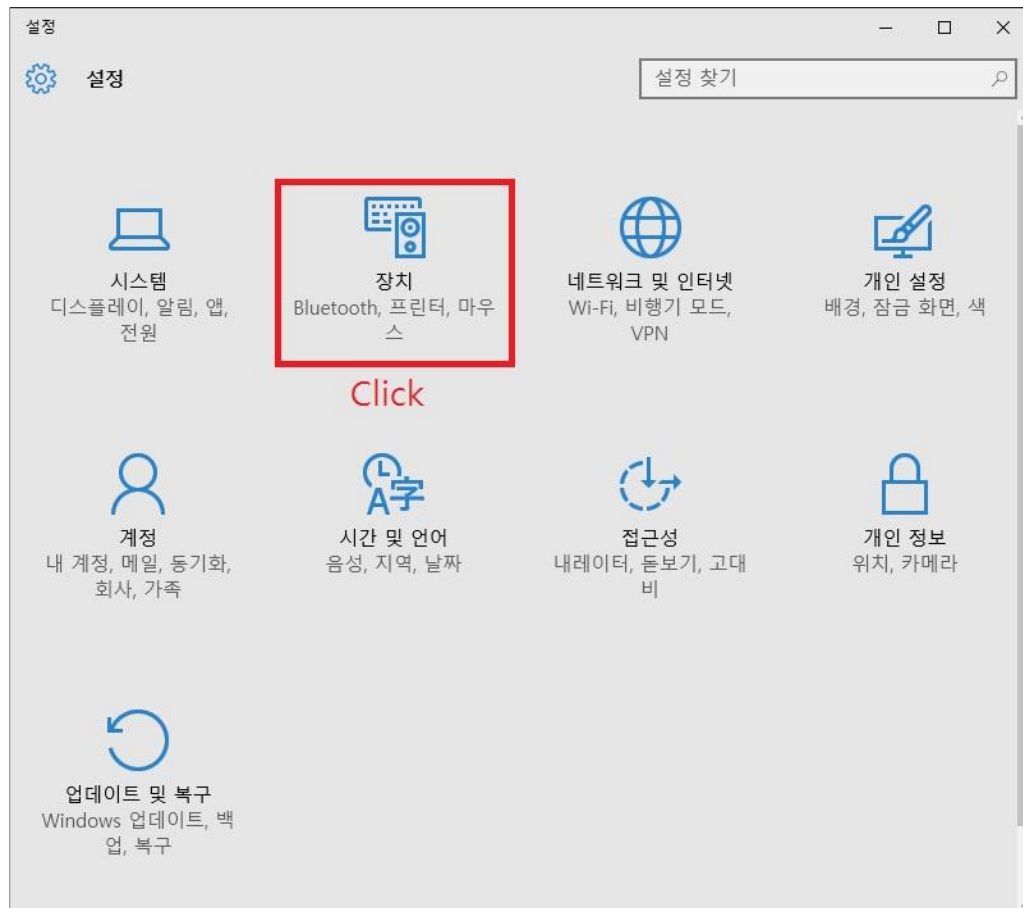 설정
설정
설정 찾기
시스템
디스플레이, 알림, 앱,
전원
장치
Bluetooth, 프린터, 마우
스
네트워크 및 인터넷
Wi-Fi, 비행기 모드,
VPN
개인 설정
배경, 잠금 화면, 색
Click
계정
내 계정, 메일, 동기화,
회사, 가족
시간 및 언어
음성, 지역, 날짜
접근성
내레이터, 돋보기, 고대
비
개인 정보
위치, 카메라
업데이트 및 복구
Windows 업데이트, 백
업, 복구